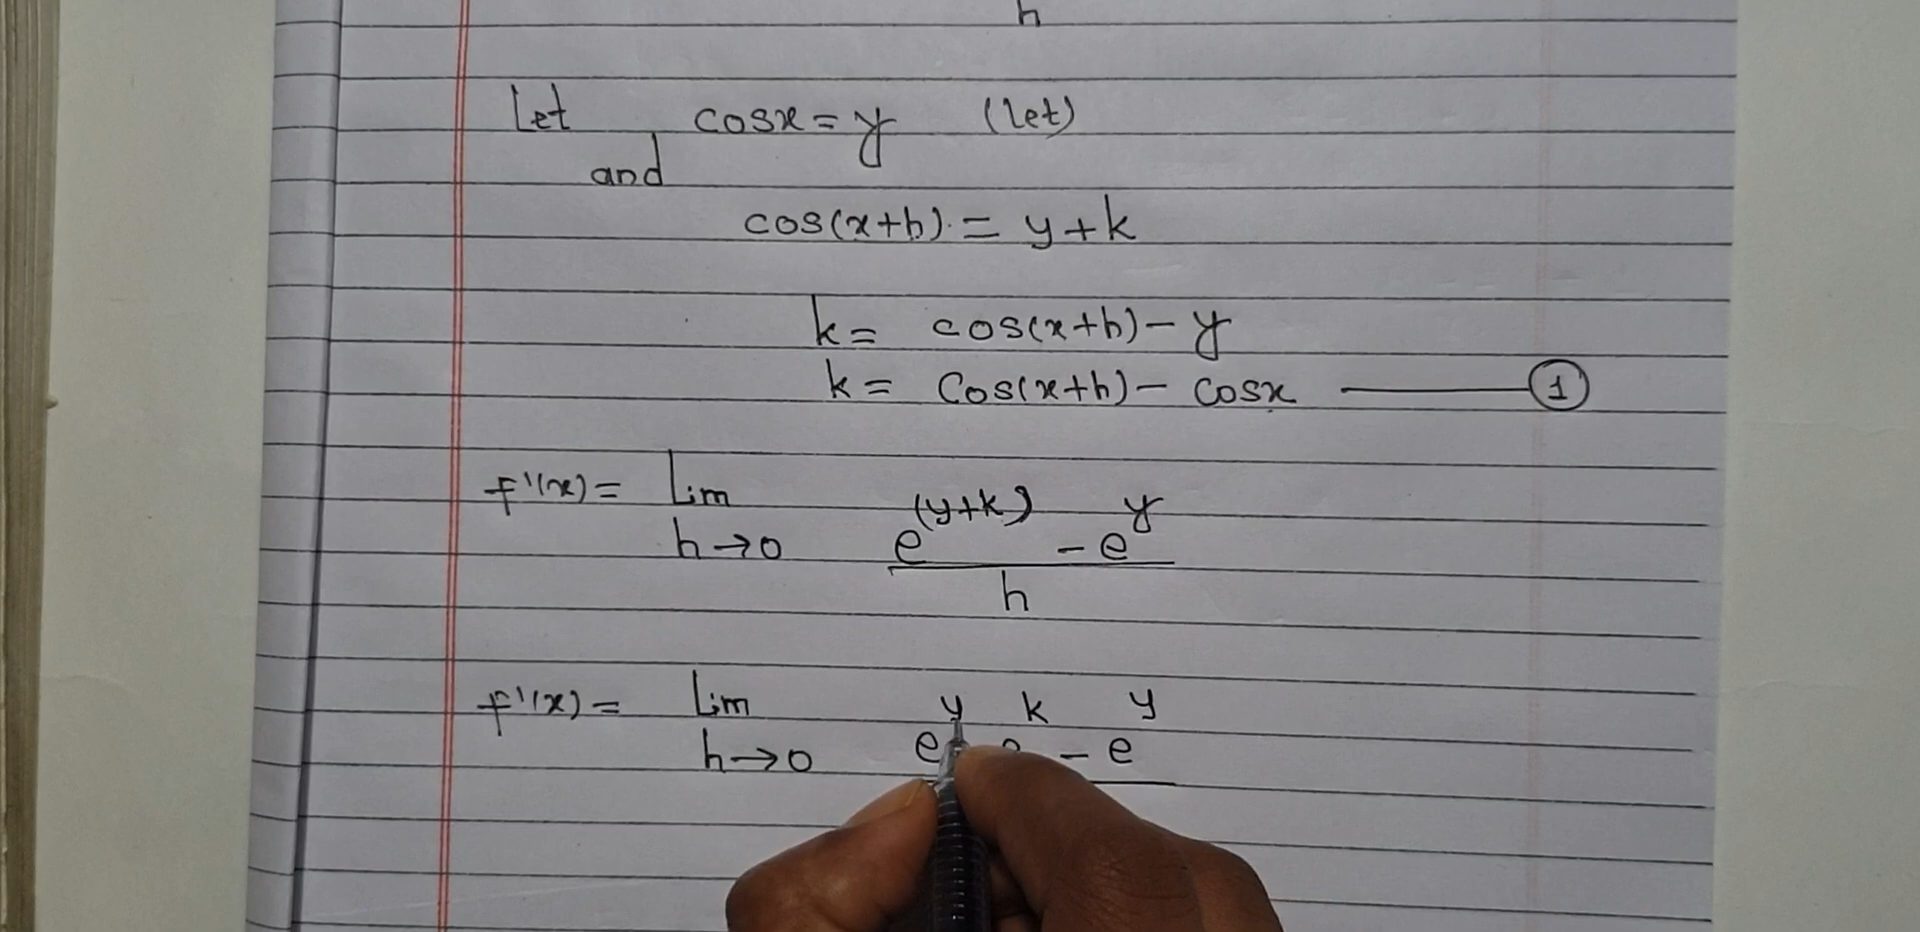 h
Let cosx = y (let)
and
cos(x+h) = y+k
k = cos(x+h) - y
k = Cos(x+h) - cosx ——— ①
f'(x) = Lim h→0 e^(y+k) - e^y / h
f'(x) = Lim h→0 e^y e^k - e^y